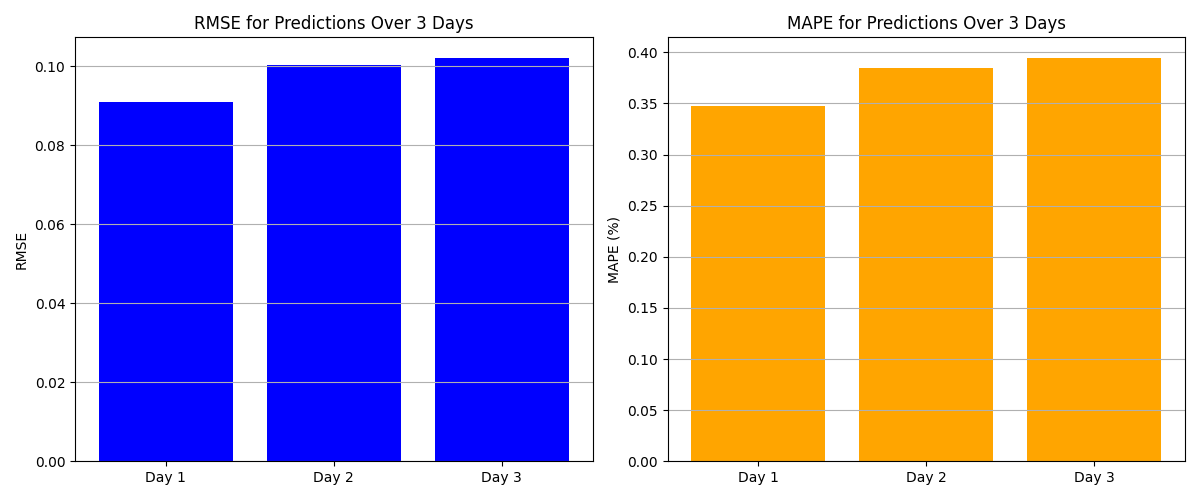 RMSE for Predictions Over 3 Days
RMSE
0.10
0.08
0.06
0.04
0.02
0.00
Day 1 Day 2 Day 3
MAPE for Predictions Over 3 Days
MAPE (%)
0.40
0.35
0.30
0.25
0.20
0.15
0.10
0.05
0.00
Day 1 Day 2 Day 3